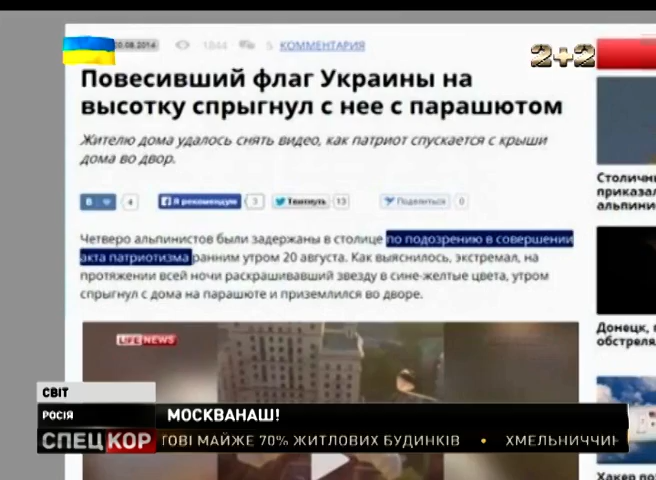 20.08.2014 1844 5 КОММЕНТАРИЯ
2+2
Повесивший флаг Украины на
высотку спрыгнул с нее с парашютом
Жителю дома удалось снять видео, как патриот спускается с крыши
дома во двор.
В 4 Я рекомендую 3 Твитнуть 13 Поделиться 0
Четверо альпинистов были задержаны в столице по подозрению в совершении
акта патриотизма ранним утром 20 августа. Как выяснилось, экстремал, на
протяжении всей ночи раскрашивавший звезду в сине-желтые цвета, утром
спрыгнул с дома на парашюте и приземлился во дворе.
Столичны
приказал
альпини
Донецк,
обстреля
LIFENEWS
СВІТ
РОСІЯ
МОСКВАНАШ!
СПЕЦКОР
ТОВІ МАЙЖЕ 70% ЖИТЛОВИХ БУДИНКІВ • ХМЕЛЬНИЧЧИН
Хакер по